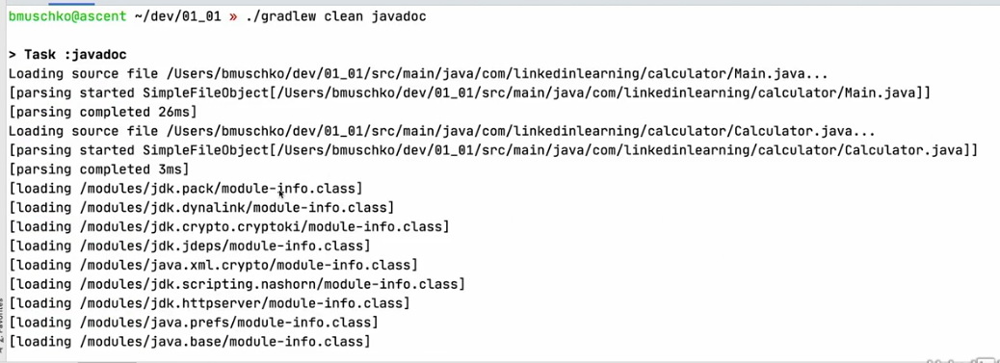 bmuschko@ascent ~/dev/01_01 » ./gradlew clean javadoc
> Task :javadoc
Loading source file /Users/bmuschko/dev/01_01/src/main/java/com/linkedinlearning/calculator/Main.java...
[parsing started SimpleFileObject[/Users/bmuschko/dev/01_01/src/main/java/com/linkedinlearning/calculator/Main.java]]
[parsing completed 26ms]
Loading source file /Users/bmuschko/dev/01_01/src/main/java/com/linkedinlearning/calculator/Calculator.java...
[parsing started SimpleFileObject[/Users/bmuschko/dev/01_01/src/main/java/com/linkedinlearning/calculator/Calculator.java]]
[parsing completed 3ms]
[loading /modules/jdk.pack/module-info.class]
[loading /modules/jdk.dynalink/module-info.class]
[loading /modules/jdk.crypto.cryptoki/module-info.class]
[loading /modules/jdk.jdeps/module-info.class]
[loading /modules/java.xml.crypto/module-info.class]
[loading /modules/jdk.scripting.nashorn/module-info.class]
[loading /modules/jdk.httpserver/module-info.class]
[loading /modules/java.prefs/module-info.class]
[loading /modules/java.base/module-info.class]